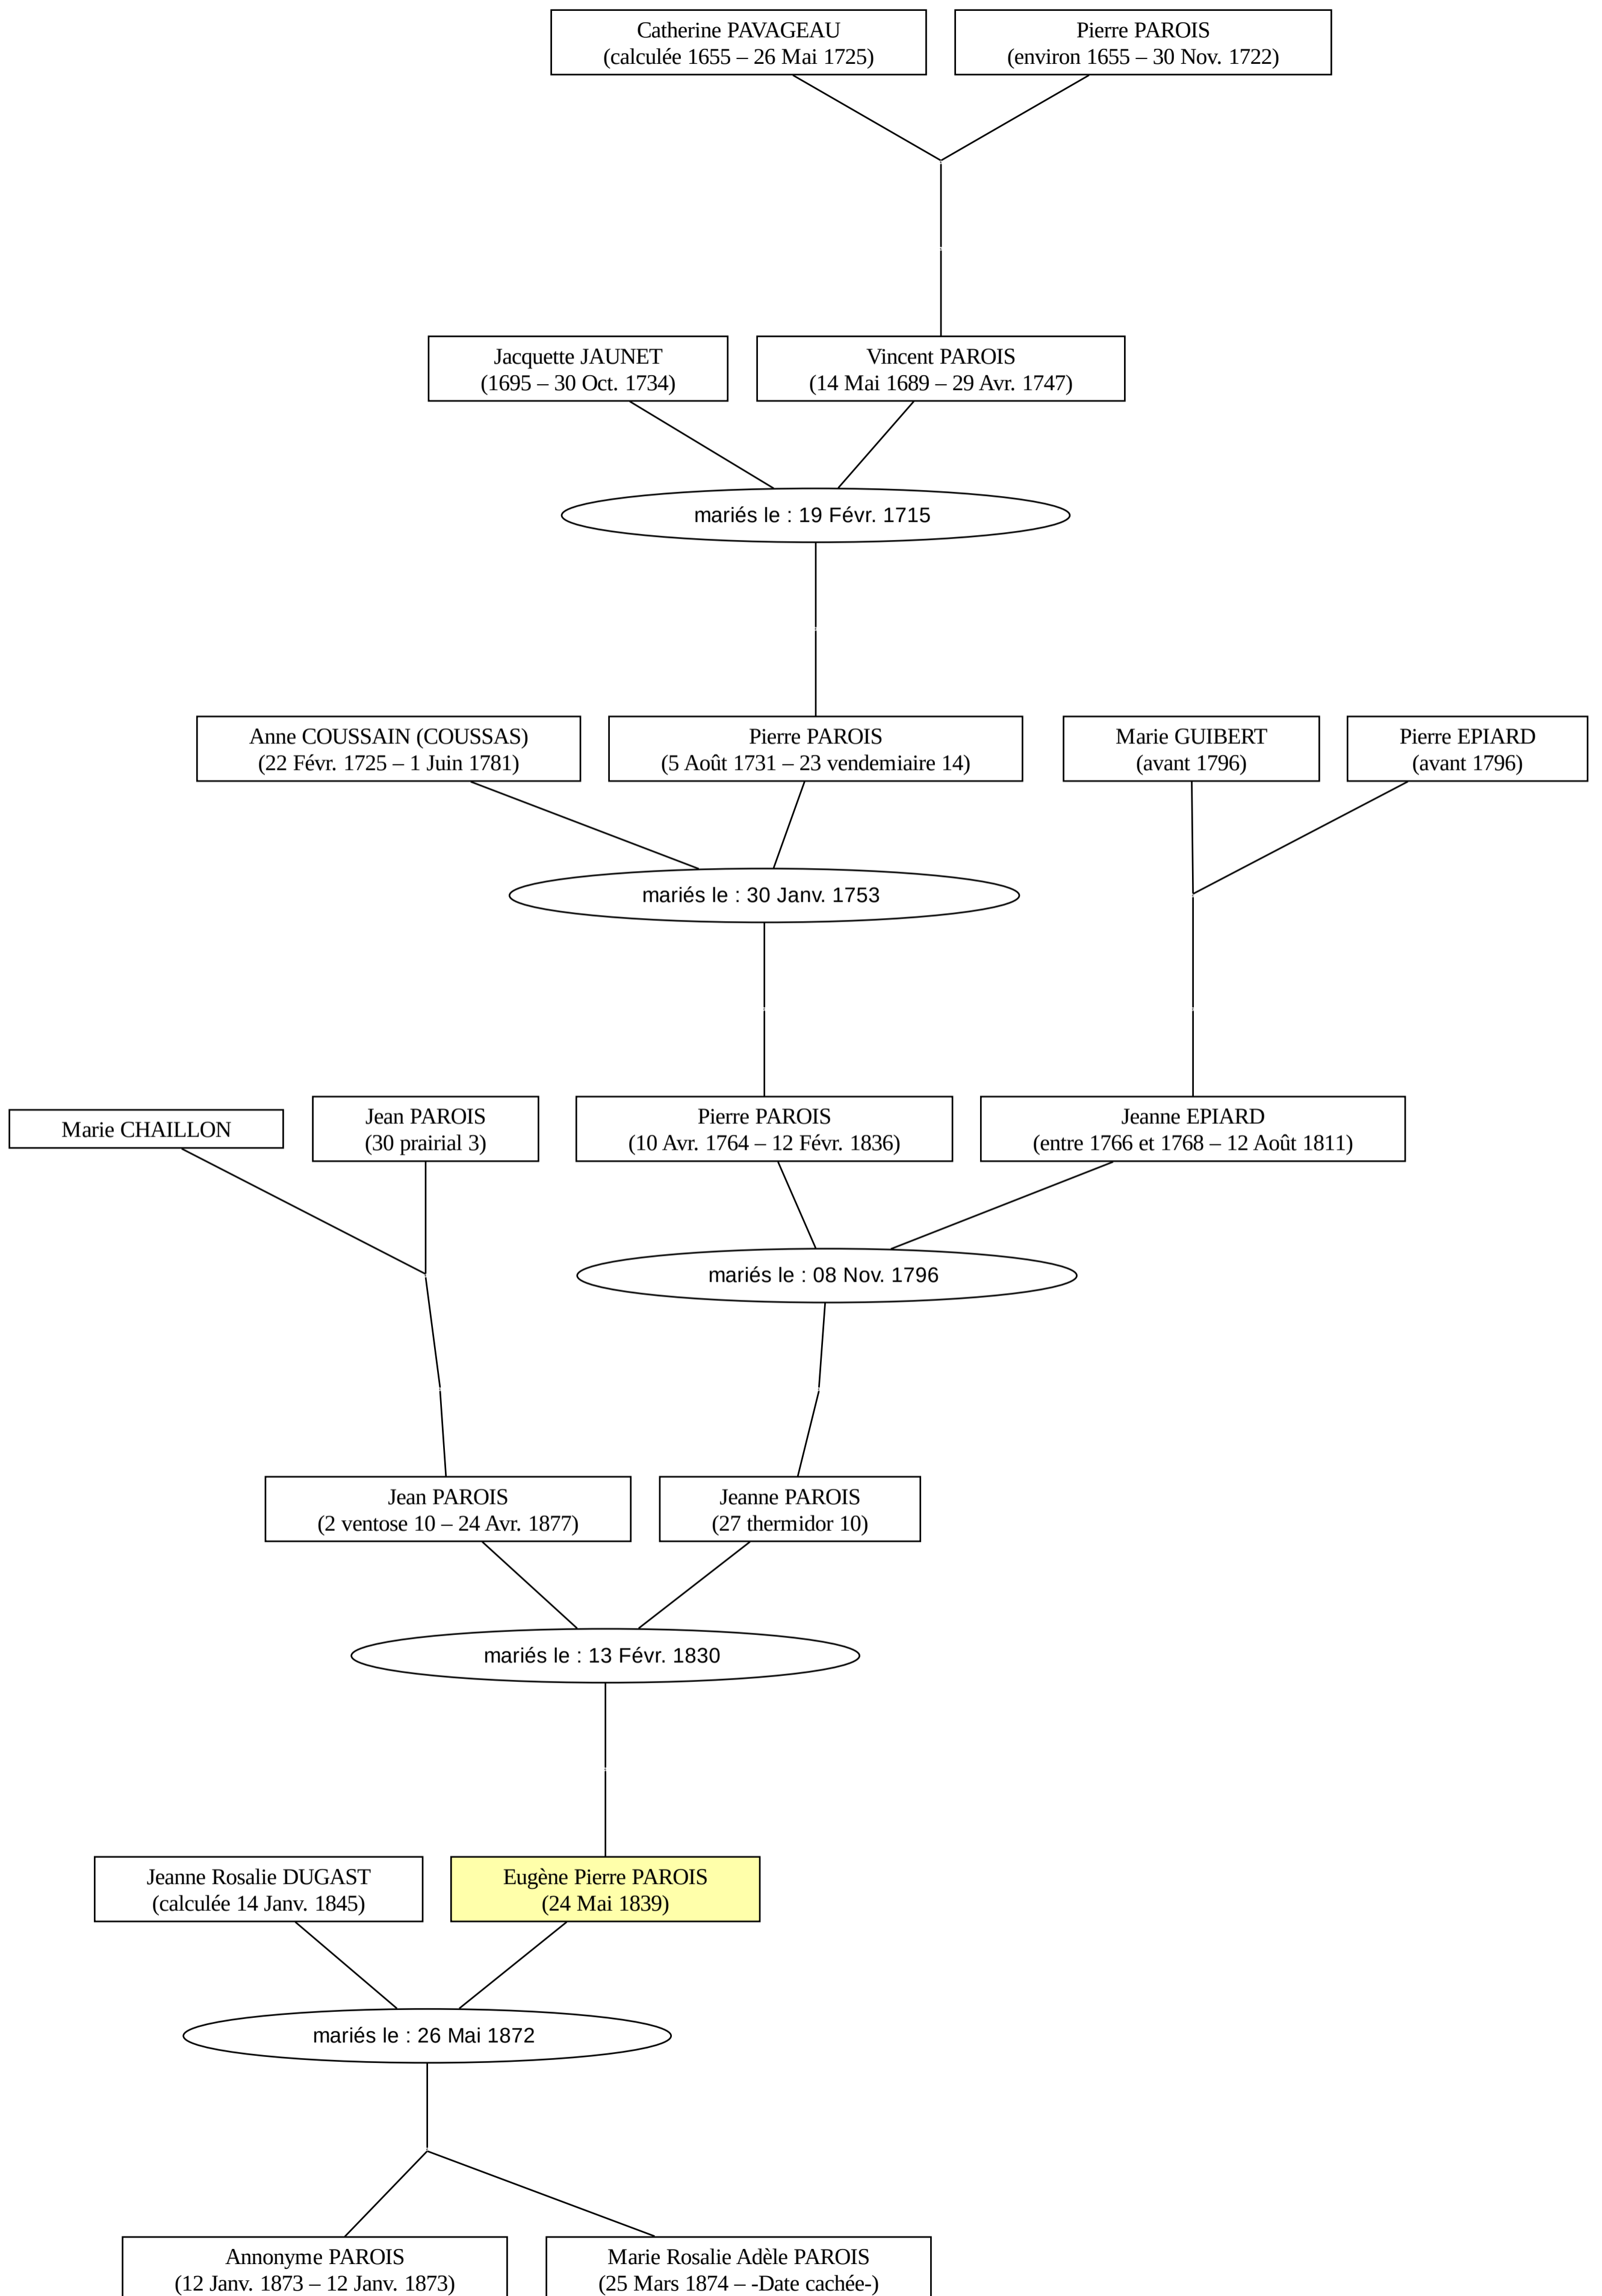 Catherine PAVAGEAU
(calculée 1655 – 26 Mai 1725)
Pierre PAROIS
(environ 1655 – 30 Nov. 1722)
Jacquette JAUNET
(1695 – 30 Oct. 1734)
Vincent PAROIS
(14 Mai 1689 – 29 Avr. 1747)
mariés le : 19 Févr. 1715
Anne COUSSAIN (COUSSAS)
(22 Févr. 1725 – 1 Juin 1781)
Pierre PAROIS
(5 Août 1731 – 23 vendemiaire 14)
Marie GUIBERT
(avant 1796)
Pierre EPIARD
(avant 1796)
mariés le : 30 Janv. 1753
Marie CHAILLON
Jean PAROIS
(30 prairial 3)
Pierre PAROIS
(10 Avr. 1764 – 12 Févr. 1836)
Jeanne EPIARD
(entre 1766 et 1768 – 12 Août 1811)
mariés le : 08 Nov. 1796
Jean PAROIS
(2 ventose 10 – 24 Avr. 1877)
Jeanne PAROIS
(27 thermidor 10)
mariés le : 13 Févr. 1830
Jeanne Rosalie DUGAST
(calculée 14 Janv. 1845)
Eugène Pierre PAROIS
(24 Mai 1839)
mariés le : 26 Mai 1872
Annonyme PAROIS
(12 Janv. 1873 – 12 Janv. 1873)
Marie Rosalie Adèle PAROIS
(25 Mars 1874 – -Date cachée-)